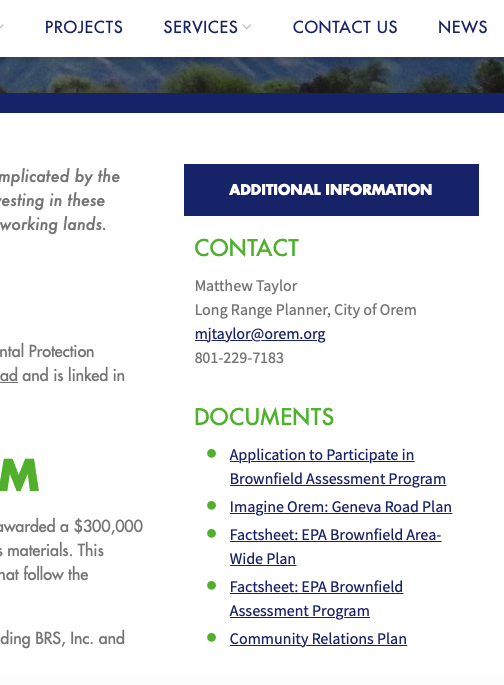 PROJECTS SERVICES CONTACT US NEWS
mplicated by the
vesting in these
working lands.
ADDITIONAL INFORMATION
CONTACT
Matthew Taylor
Long Range Planner, City of Orem
mjtaylor@orem.org
801-229-7183
ntal Protection
ad and is linked in
DOCUMENTS
Application to Participate in
Brownfield Assessment Program
Imagine Orem: Geneva Road Plan
Factsheet: EPA Brownfield Area-
Wide Plan
Factsheet: EPA Brownfield
Assessment Program
Community Relations Plan
M
awarded a $300,000
s materials. This
hat follow the
ding BRS, Inc. and